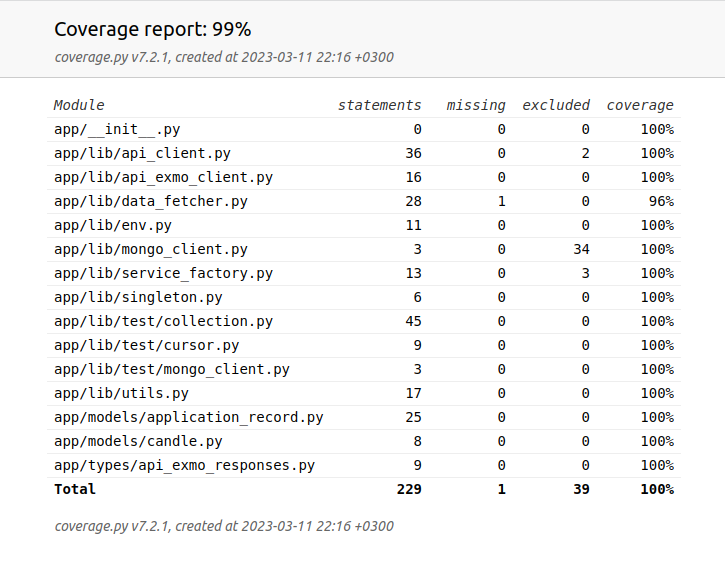 Coverage report: 99%
coverage.py v7.2.1, created at 2023-03-11 22:16 +0300
Module statements missing excluded coverage
app/__init__.py 0 0 0 100%
app/lib/api_client.py 36 0 2 100%
app/lib/api_exmo_client.py 16 0 0 100%
app/lib/data_fetcher.py 28 1 0 96%
app/lib/env.py 11 0 0 100%
app/lib/mongo_client.py 3 0 34 100%
app/lib/service_factory.py 13 0 3 100%
app/lib/singleton.py 6 0 0 100%
app/lib/test/collection.py 45 0 0 100%
app/lib/test/cursor.py 9 0 0 100%
app/lib/test/mongo_client.py 3 0 0 100%
app/lib/utils.py 17 0 0 100%
app/models/application_record.py 25 0 0 100%
app/models/candle.py 8 0 0 100%
app/types/api_exmo_responses.py 9 0 0 100%
Total 229 1 39 100%
coverage.py v7.2.1, created at 2023-03-11 22:16 +0300